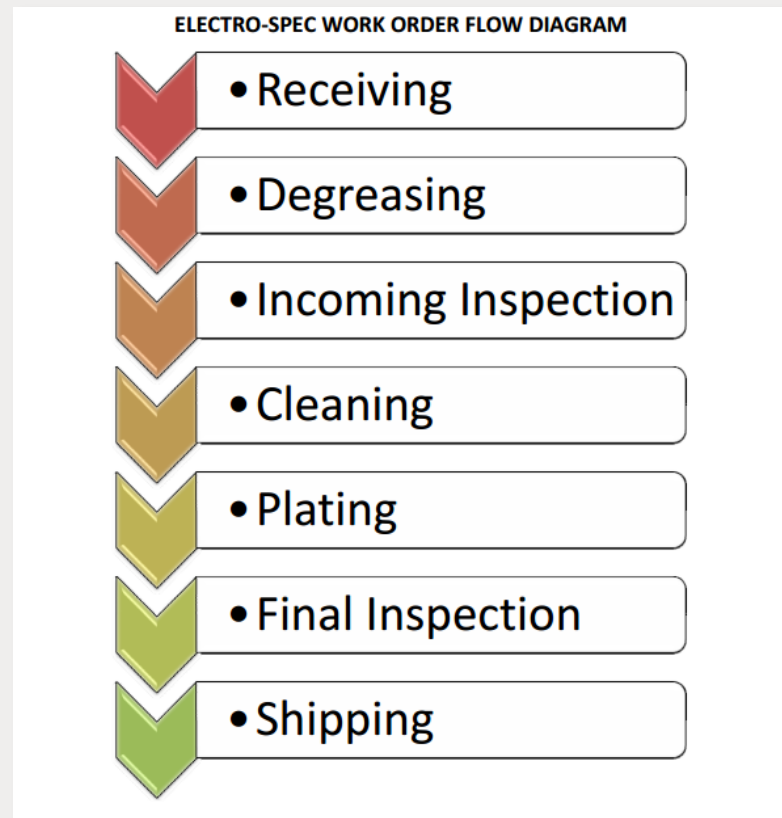 ELECTRO-SPEC WORK ORDER FLOW DIAGRAM
• Receiving
• Degreasing
• Incoming Inspection
• Cleaning
• Plating
• Final Inspection
• Shipping